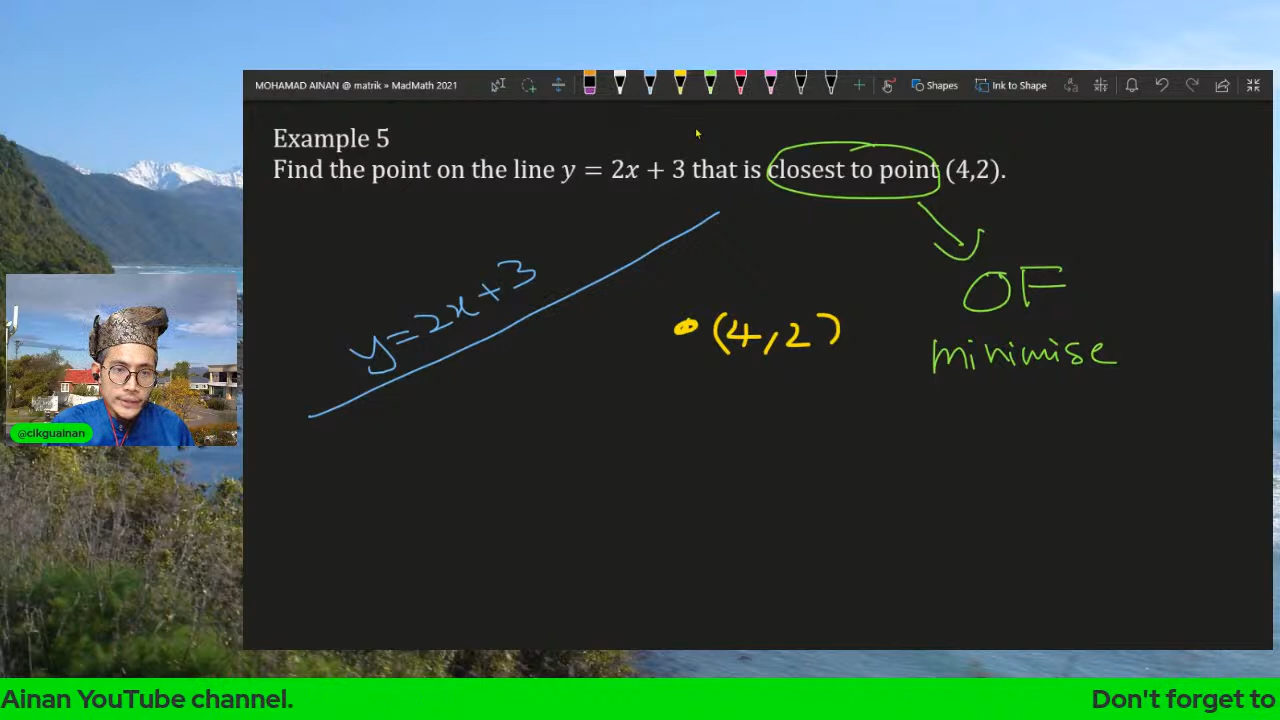 MOHAMAD AINAN @ matrik » MadMath 2021
Shapes
Ink to Shape
Example 5
Find the point on the line y = 2x + 3 that is closest to point (4,2).
y=2x+3
(4,2)
OF
minimise
@cikguainan
Ainan YouTube channel.
Don't forget to